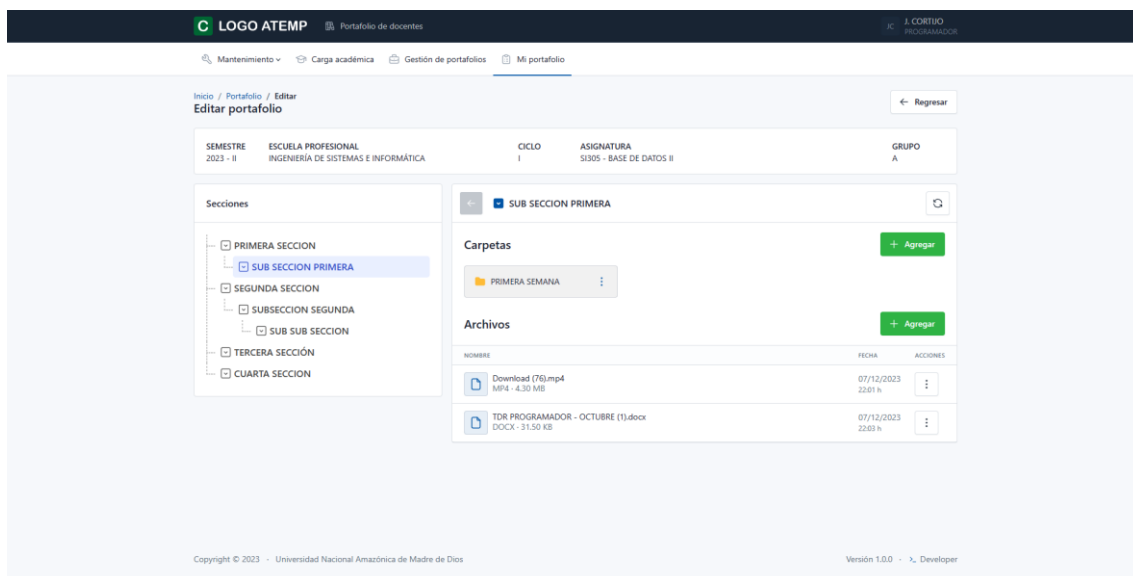 C LOGO ATEMP Portafolio de docentes JC J. CORTIJO
PROGRAMADOR
Mantenimiento Carga académica Gestión de portafolios Mi portafolio
Inicio / Portafolio / Editar
Editar portafolio
← Regresar
SEMESTRE ESCUELA PROFESIONAL CICLO ASIGNATURA GRUPO
2023 - II INGENIERÍA DE SISTEMAS E INFORMÁTICA I SI305 - BASE DE DATOS II A
Secciones
PRIMERA SECCION
SUB SECCION PRIMERA
SEGUNDA SECCION
SUBSECCION SEGUNDA
SUB SUB SECCION
TERCERA SECCIÓN
CUARTA SECCION
SUB SECCION PRIMERA
Carpetas
+ Agregar
PRIMERA SEMANA
Archivos
+ Agregar
NOMBRE FECHA ACCIONES
Download (76).mp4 07/12/2023
MP4 - 4.30 MB 22:01 h
TDR PROGRAMADOR - OCTUBRE (1).docx 07/12/2023
DOCX - 31.50 KB 22:03 h
Copyright © 2023 - Universidad Nacional Amazónica de Madre de Dios Versión 1.0.0 - >_ Developer